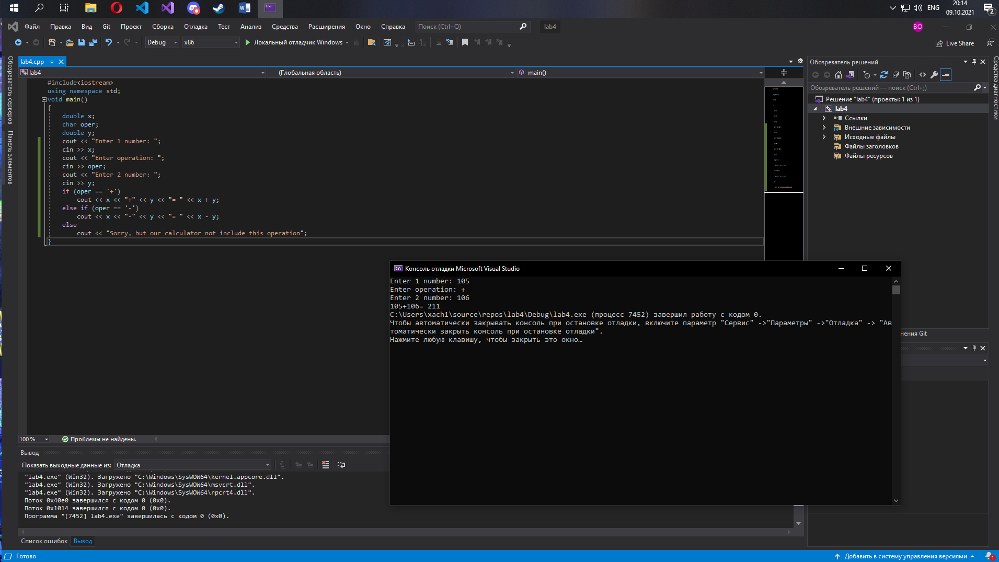 ENG
20:14
09.10.2021
2
Файл Правка Вид Git Проект Сборка Отладка Тест Анализ Средства Расширения Окно Справка Поиск (Ctrl+Q) lab4 BO
Debug x86 Локальный отладчик Windows Live Share
Обозреватель серверов
Панель элементов
lab4.cpp
lab4 (Глобальная область) main()
#include<iostream>
using namespace std;
void main()
{
double x;
char oper;
double y;
cout << "Enter 1 number: ";
cin >> x;
cout << "Enter operation: ";
cin >> oper;
cout << "Enter 2 number: ";
cin >> y;
if (oper == '+')
cout << x << "+" << y << "= " << x + y;
else if (oper == '-')
cout << x << "-" << y << "= " << x - y;
else
cout << "Sorry, but our calculator not include this operation";
}
Обозреватель решений
Обозреватель решений — поиск (Ctrl+;)
Решение "lab4" (проекты: 1 из 1)
lab4
Ссылки
Внешние зависимости
Исходные файлы
Файлы заголовков
Файлы ресурсов
Средства диагностики
Консоль отладки Microsoft Visual Studio
Enter 1 number: 105
Enter operation: +
Enter 2 number: 106
105+106= 211
C:\Users\xach1\source\repos\lab4\Debug\lab4.exe (процесс 7452) завершил работу с кодом 0.
Чтобы автоматически закрывать консоль при остановке отладки, включите параметр "Сервис" ->"Параметры" ->"Отладка" -> "Ав
томатически закрыть консоль при остановке отладки".
Нажмите любую клавишу, чтобы закрыть это окно…
нения Git
100 % Проблемы не найдены.
Вывод
Показать выходные данные из: Отладка
"lab4.exe" (Win32). Загружено "C:\Windows\SysWOW64\kernel.appcore.dll".
"lab4.exe" (Win32). Загружено "C:\Windows\SysWOW64\msvcrt.dll".
"lab4.exe" (Win32). Загружено "C:\Windows\SysWOW64\rpcrt4.dll".
Поток 0x40e0 завершился с кодом 0 (0x0).
Поток 0x1014 завершился с кодом 0 (0x0).
Программа "[7452] lab4.exe" завершилась с кодом 0 (0x0).
Список ошибок Вывод
Готово Добавить в систему управления версиями 1